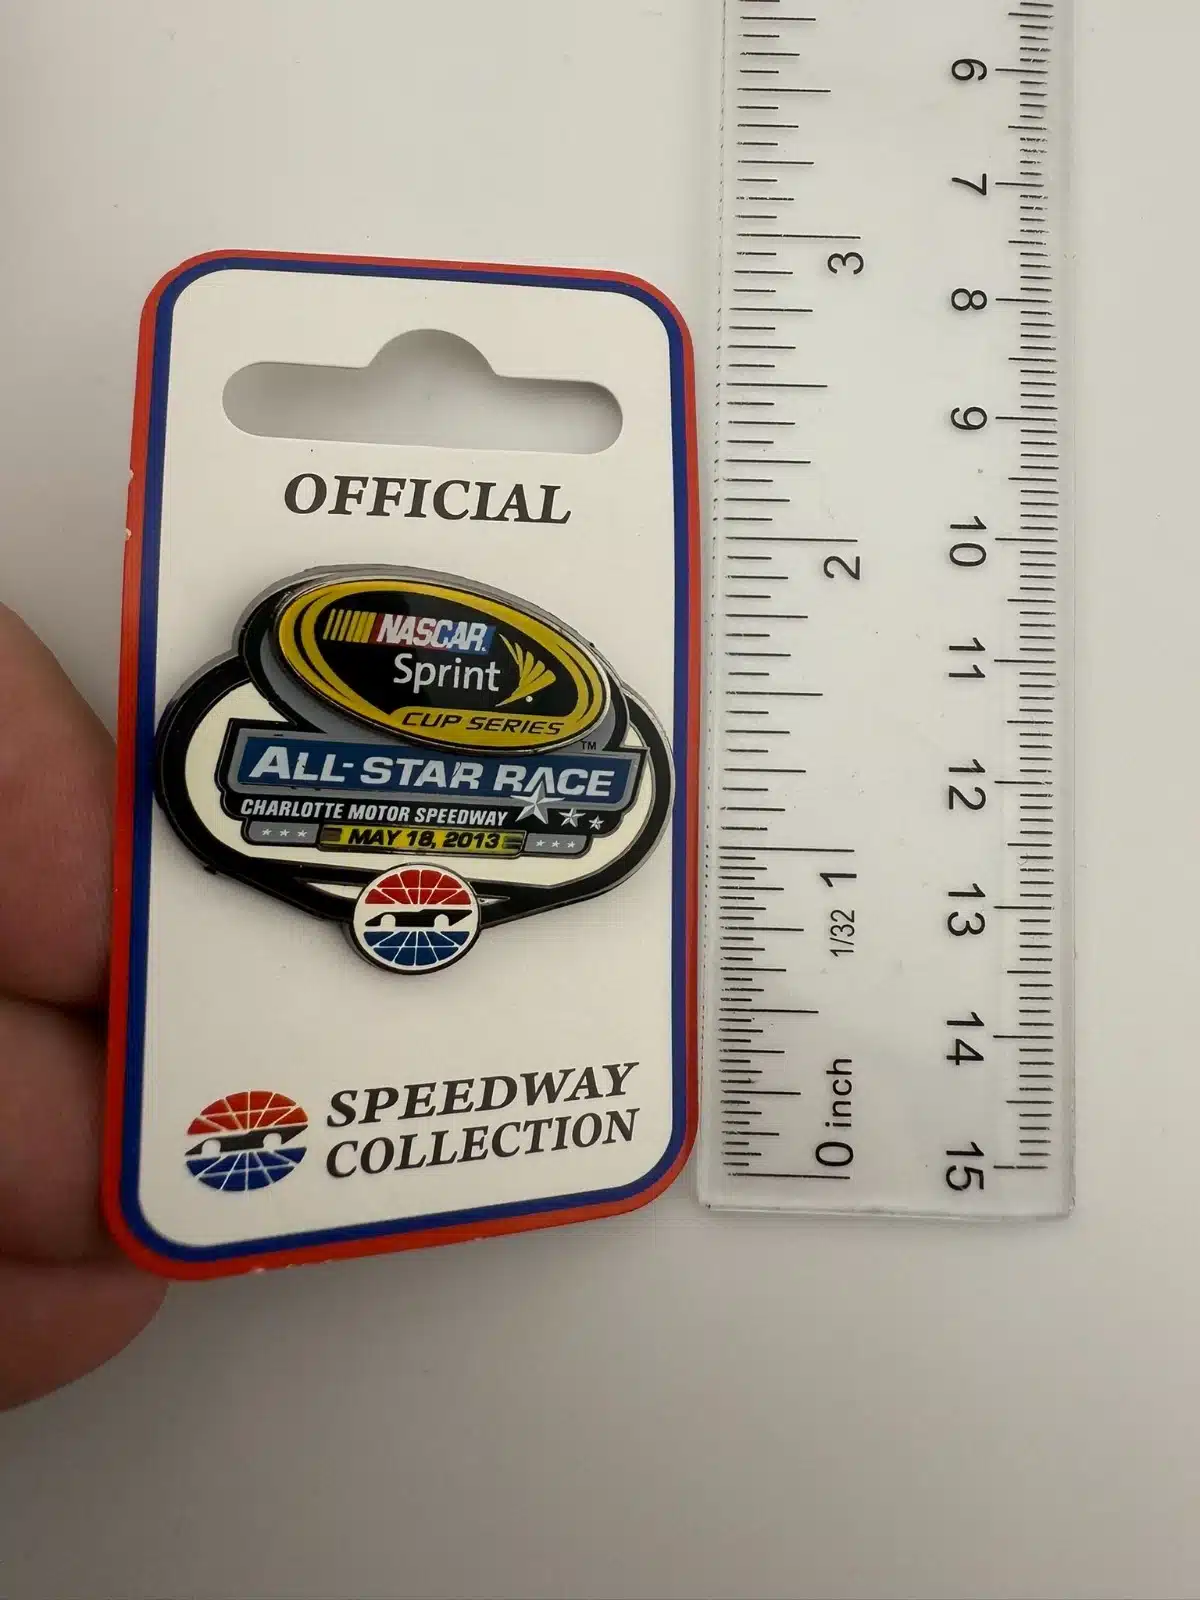 OFFICIAL
NASCAR
Sprint
CUP SERIES
TM
ALL-STAR RACE
CHARLOTTE MOTOR SPEEDWAY
MAY 18, 2013
SPEEDWAY
COLLECTION
3
2
1
1/32
0 inch
6
7
8
9
10
11
12
13
14
15